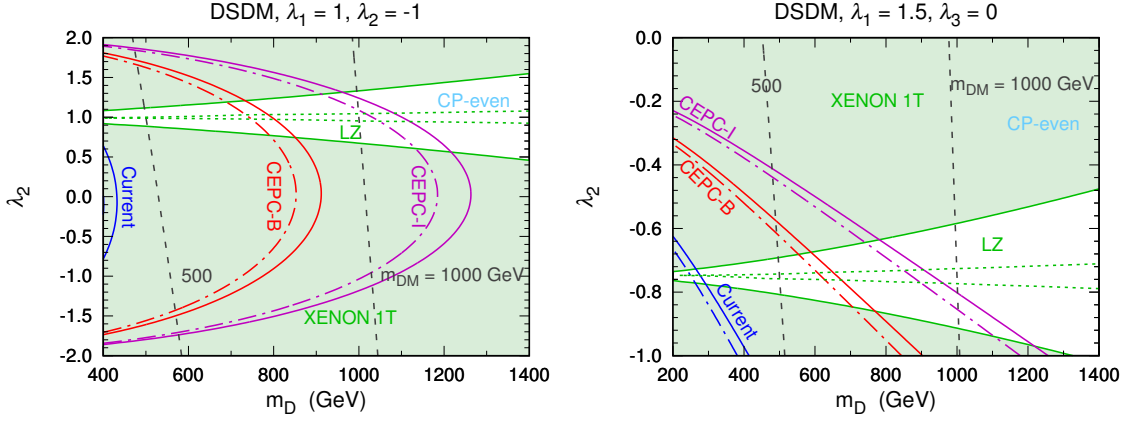 DSDM, λ1 = 1, λ2 = -1
2.0
1.5
1.0
0.5
0.0
-0.5
-1.0
-1.5
-2.0
λ2
CP-even
LZ
Current
CEPC-B
CEPC-I
500
mDM = 1000 GeV
XENON 1T
400
600
800
1000
1200
1400
mD (GeV)
DSDM, λ1 = 1.5, λ3 = 0
0.0
-0.2
-0.4
-0.6
-0.8
-1.0
λ2
500
mDM = 1000 GeV
XENON 1T
CP-even
CEPC-I
CEPC-B
LZ
Current
200
400
600
800
1000
1200
1400
mD (GeV)